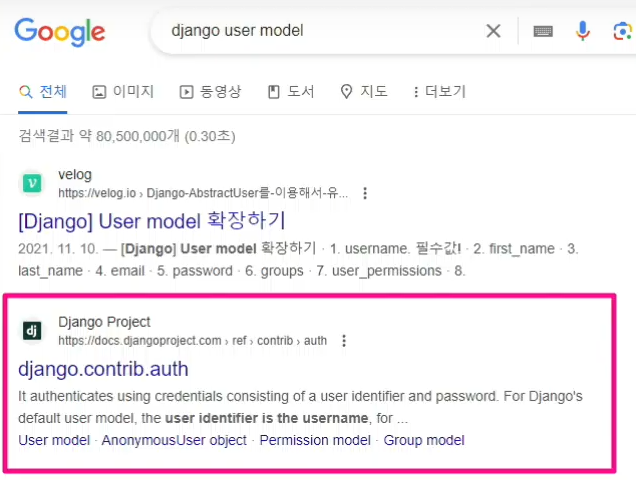 Google
django user model
전체
이미지
동영상
도서
지도
더보기
검색결과 약 80,500,000개 (0.30초)
velog
https://velog.io › Django-AbstractUser를-이용해서-유...
[Django] User model 확장하기
2021. 11. 10. — [Django] User model 확장하기 · 1. username. 필수값! · 2. first_name · 3.
last_name · 4. email · 5. password · 6. groups · 7. user_permissions · 8.
dj
Django Project
https://docs.djangoproject.com › ref › contrib › auth
django.contrib.auth
It authenticates using credentials consisting of a user identifier and password. For Django's
default user model, the user identifier is the username, for ...
User model · AnonymousUser object · Permission model · Group model